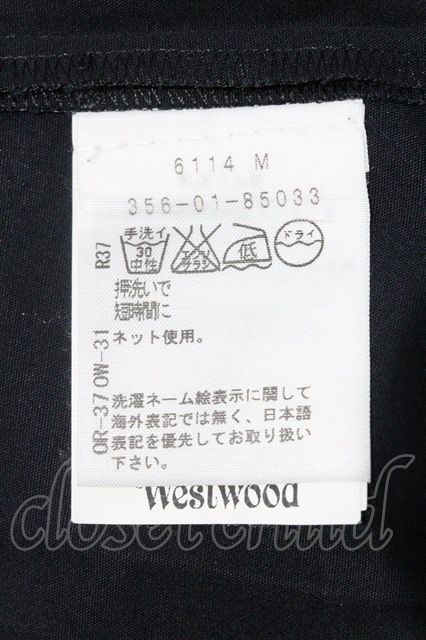 6114 M
356-01-85033
R37
手洗イ
30
中性
エンソ
サラシ
低
ドライ
押洗いで
短時間に
ネット使用。
OR-370W-31
洗濯ネーム絵表示に関して
海外表記では無く、日本語
表記を優先してお取り扱い
下さい。
Westwood
closet child